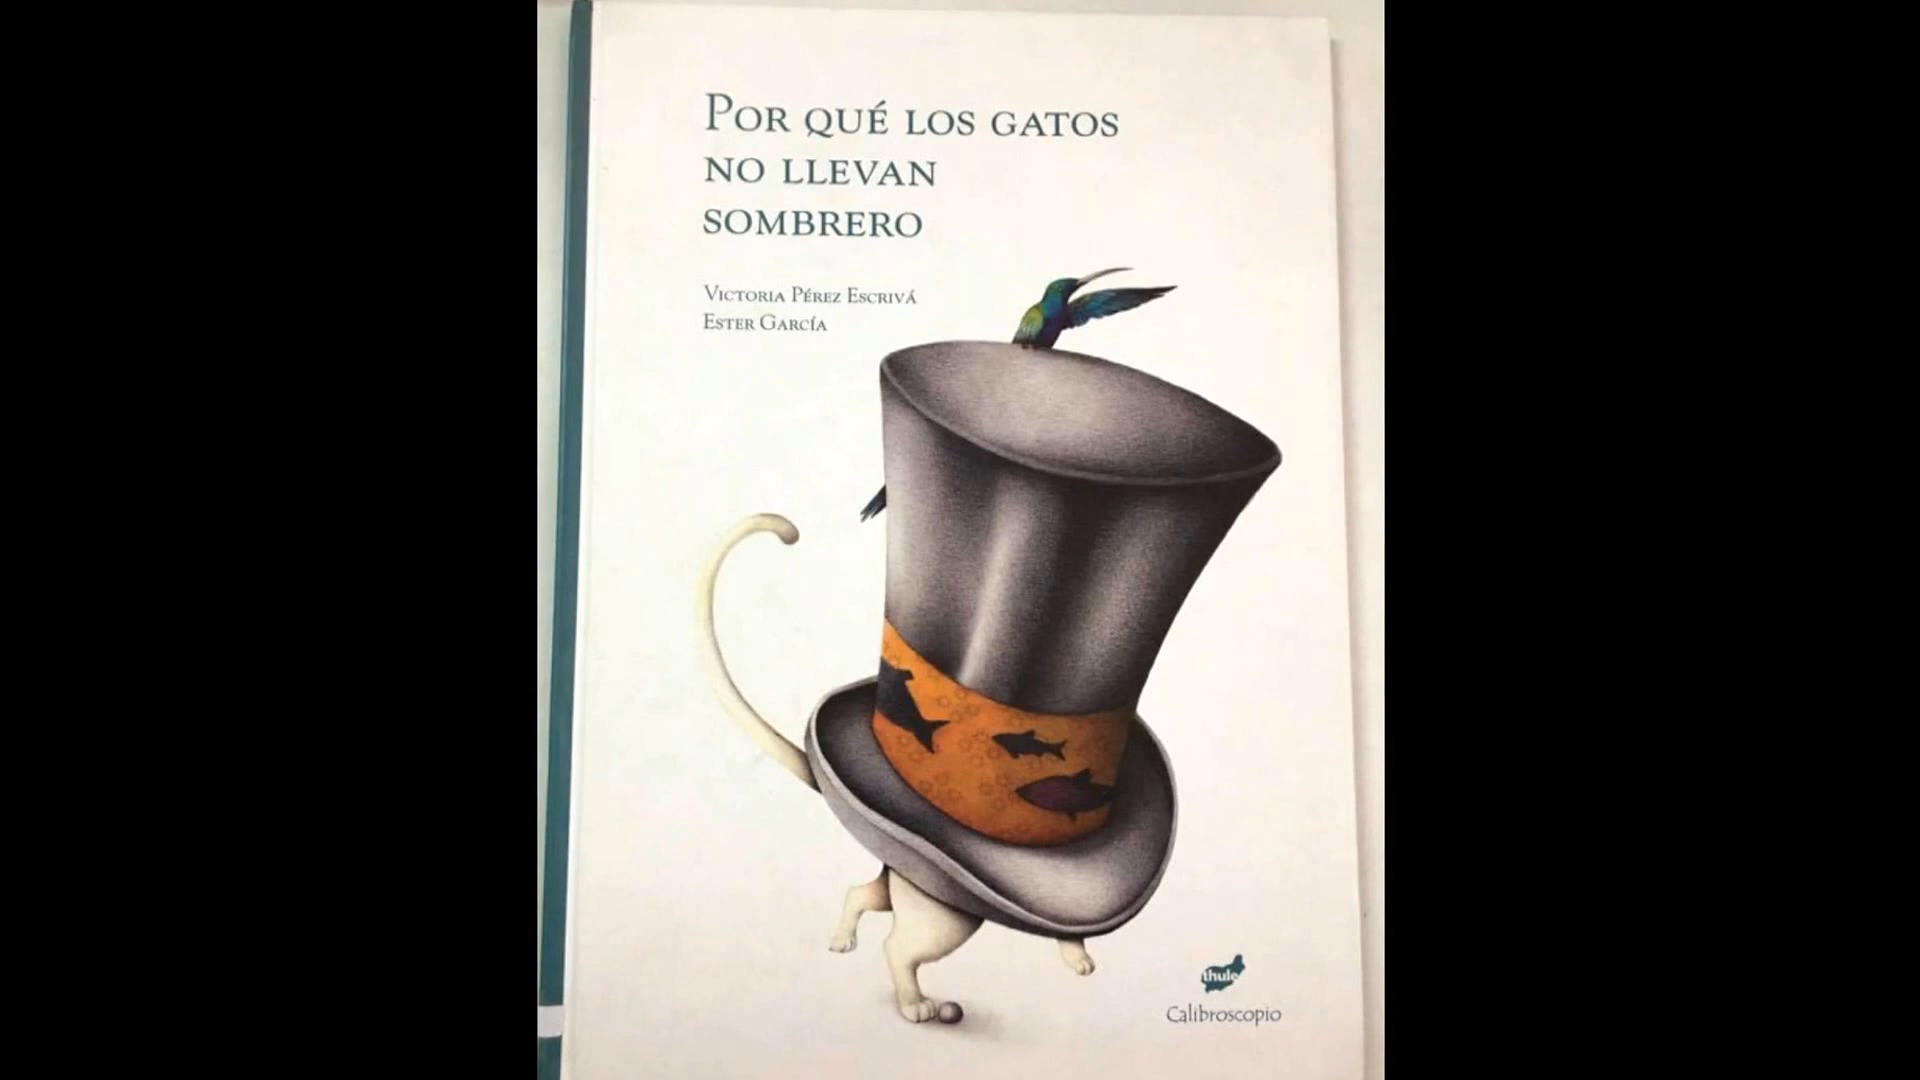 POR QUÉ LOS GATOS
NO LLEVAN
SOMBRERO
VICTORIA PÉREZ ESCRIVÁ
ESTER GARCÍA
thule
Calibroscopio